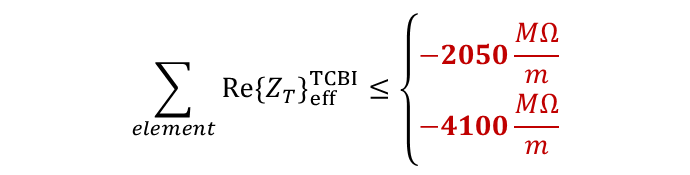 ∑ Re{Z_T}_eff^TCBI ≤ {
element
−2050 MΩ/m
−4100 MΩ/m